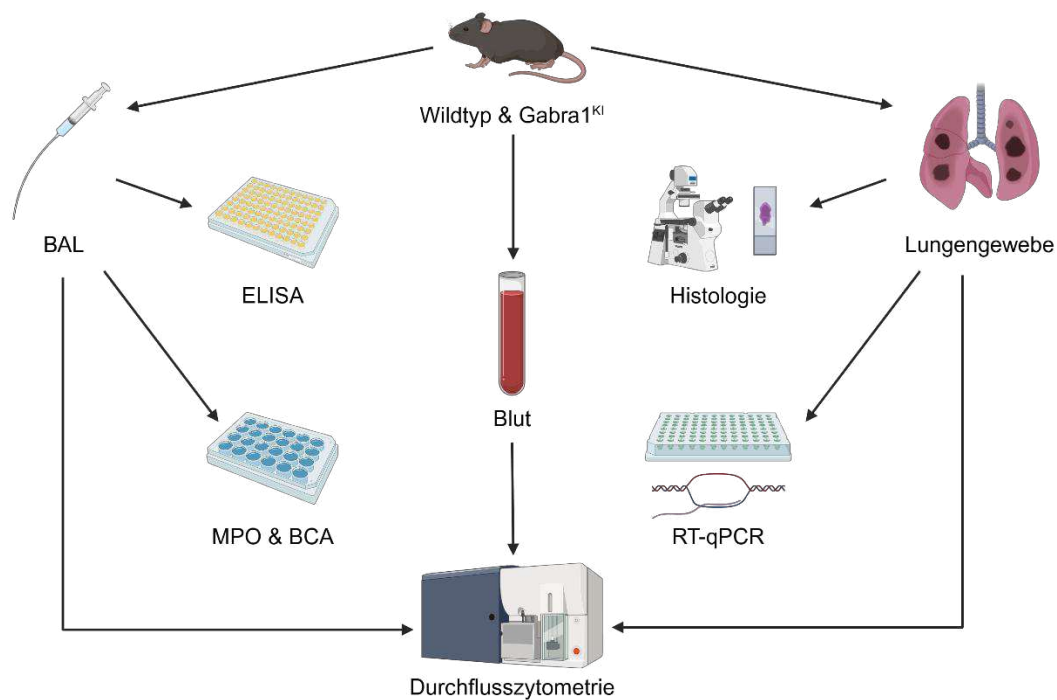 Wildtyp & Gabra1ᴷᴵ
BAL
ELISA
Histologie
Lungengewebe
Blut
MPO & BCA
RT-qPCR
Durchflusszytometrie